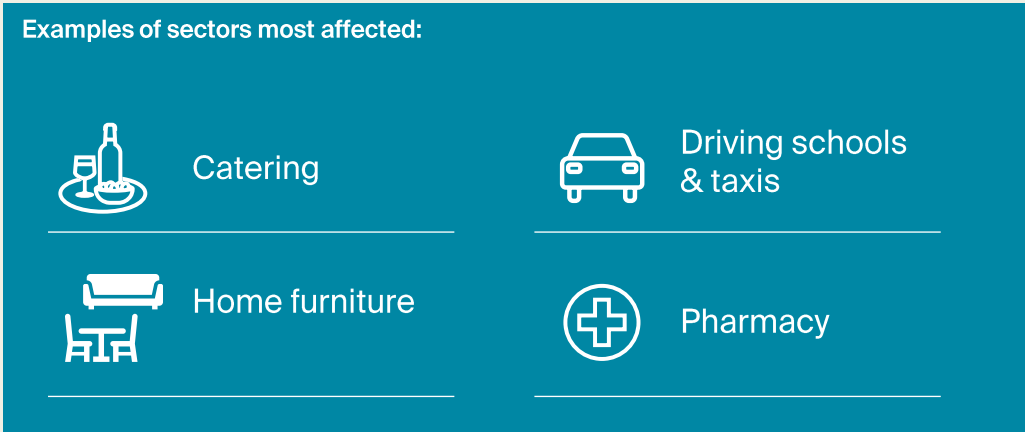 Examples of sectors most affected:
Catering
Driving schools
& taxis
Home furniture
Pharmacy